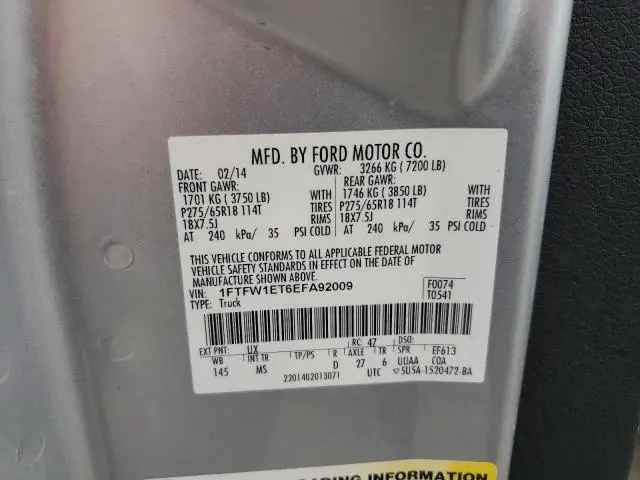 MFD. BY FORD MOTOR CO.
DATE: 02/14 GVWR: 3266 KG ( 7200 LB)
FRONT GAWR: REAR GAWR:
1701 KG ( 3750 LB) WITH 1746 KG ( 3850 LB) WITH
P275/65R18 114T TIRES P275/65R18 114T TIRES
18X7.5J RIMS 18X7.5J RIMS
AT 240 kPa/ 35 PSI COLD AT 240 kPa/ 35 PSI COLD
THIS VEHICLE CONFORMS TO ALL APPLICABLE FEDERAL MOTOR
VEHICLE SAFETY STANDARDS IN EFFECT ON THE DATE OF
MANUFACTURE SHOWN ABOVE.
VIN: 1FTFW1ET6EFA92009 F0074
TYPE: Truck T0541
EXT PNT: UX RC: 47 DSO:
WB INT TR TP/PS R AXLE TR SPR EF613
145 MS D 27 6 UUAA COA
2201402013071 UTC ▽5U5A-1520472-BA
LOADING INFORMATION